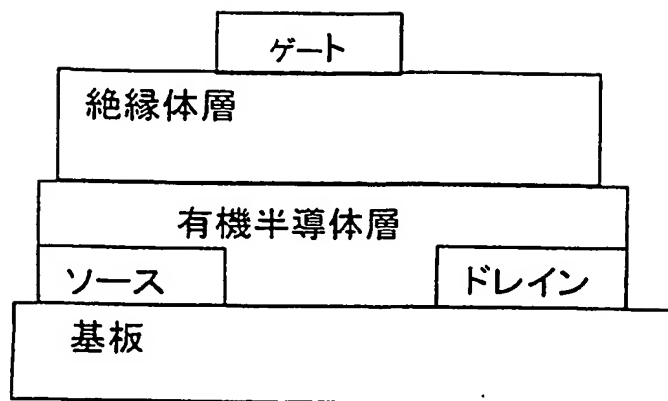 ゲート
絶縁体層
有機半導体層
ソース
ドレイン
基板